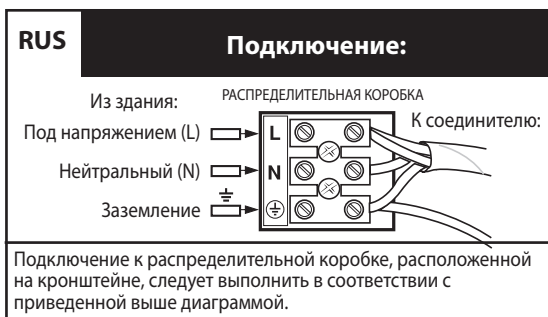 RUS
Подключение:
Из здания:
РАСПРЕДЕЛИТЕЛЬНАЯ КОРОБКА
К соединителю:
Под напряжением (L)
L
Нейтральный (N)
N
Заземление
Подключение к распределительной коробке, расположенной
на кронштейне, следует выполнить в соответствии с
приведенной выше диаграммой.